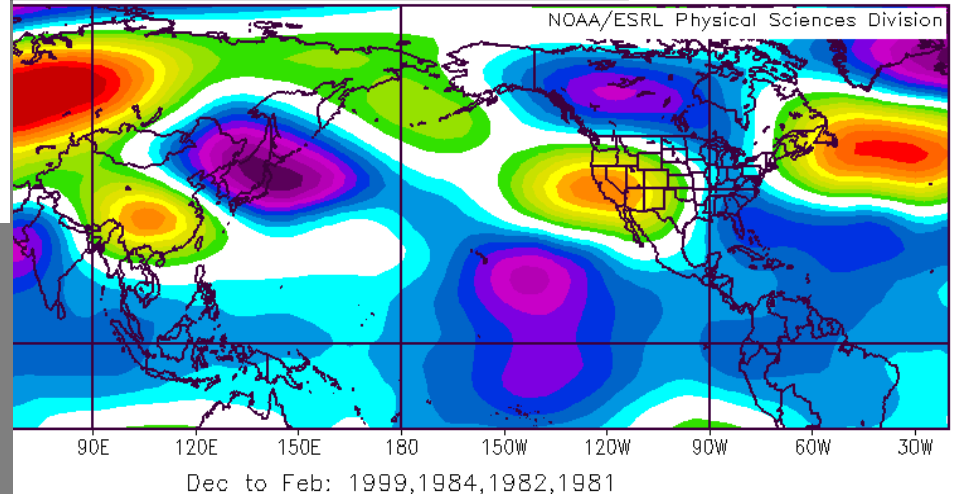 NOAA/ESRL Physical Sciences Division
90E 120E 150E 180 150W 120W 90W 60W 30W
Dec to Feb: 1999,1984,1982,1981